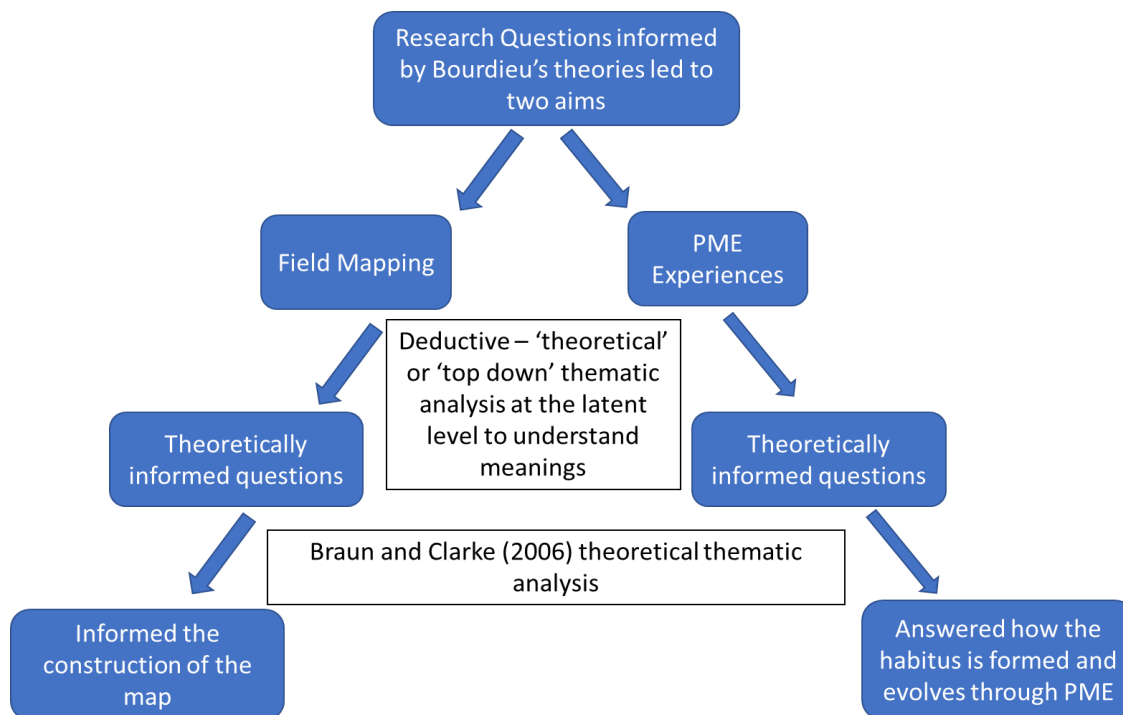 Research Questions informed
by Bourdieu's theories led to
two aims
Field Mapping
PME
Experiences
Deductive – 'theoretical'
or 'top down' thematic
analysis at the latent
level to understand
meanings
Theoretically
informed questions
Theoretically
informed questions
Braun and Clarke (2006) theoretical thematic
analysis
Informed the
construction of the
map
Answered how the
habitus is formed and
evolves through PME